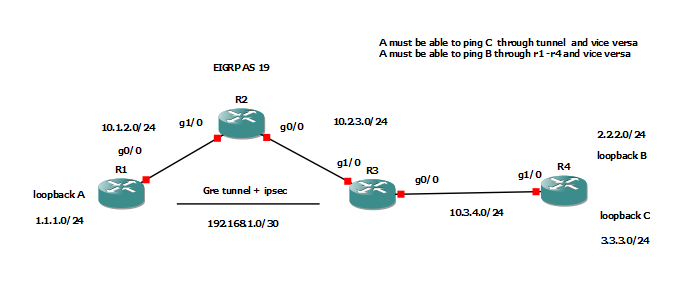 A must be able to ping C through tunnel and vice versa
A must be able to ping B through r1 -r4 and vice versa
EIGRP AS 19
R2
10.1.2.0/24
g1/0
g0/0
10.2.3.0/24
g0/0
2.2.2.0/24
loopback B
R1
g1/0
R3
g0/0
g1/0
R4
loopback A
Gre tunnel + ipsec
1.1.1.0/24
192.168.1.0/30
10.3.4.0/24
loopback C
3.3.3.0/24